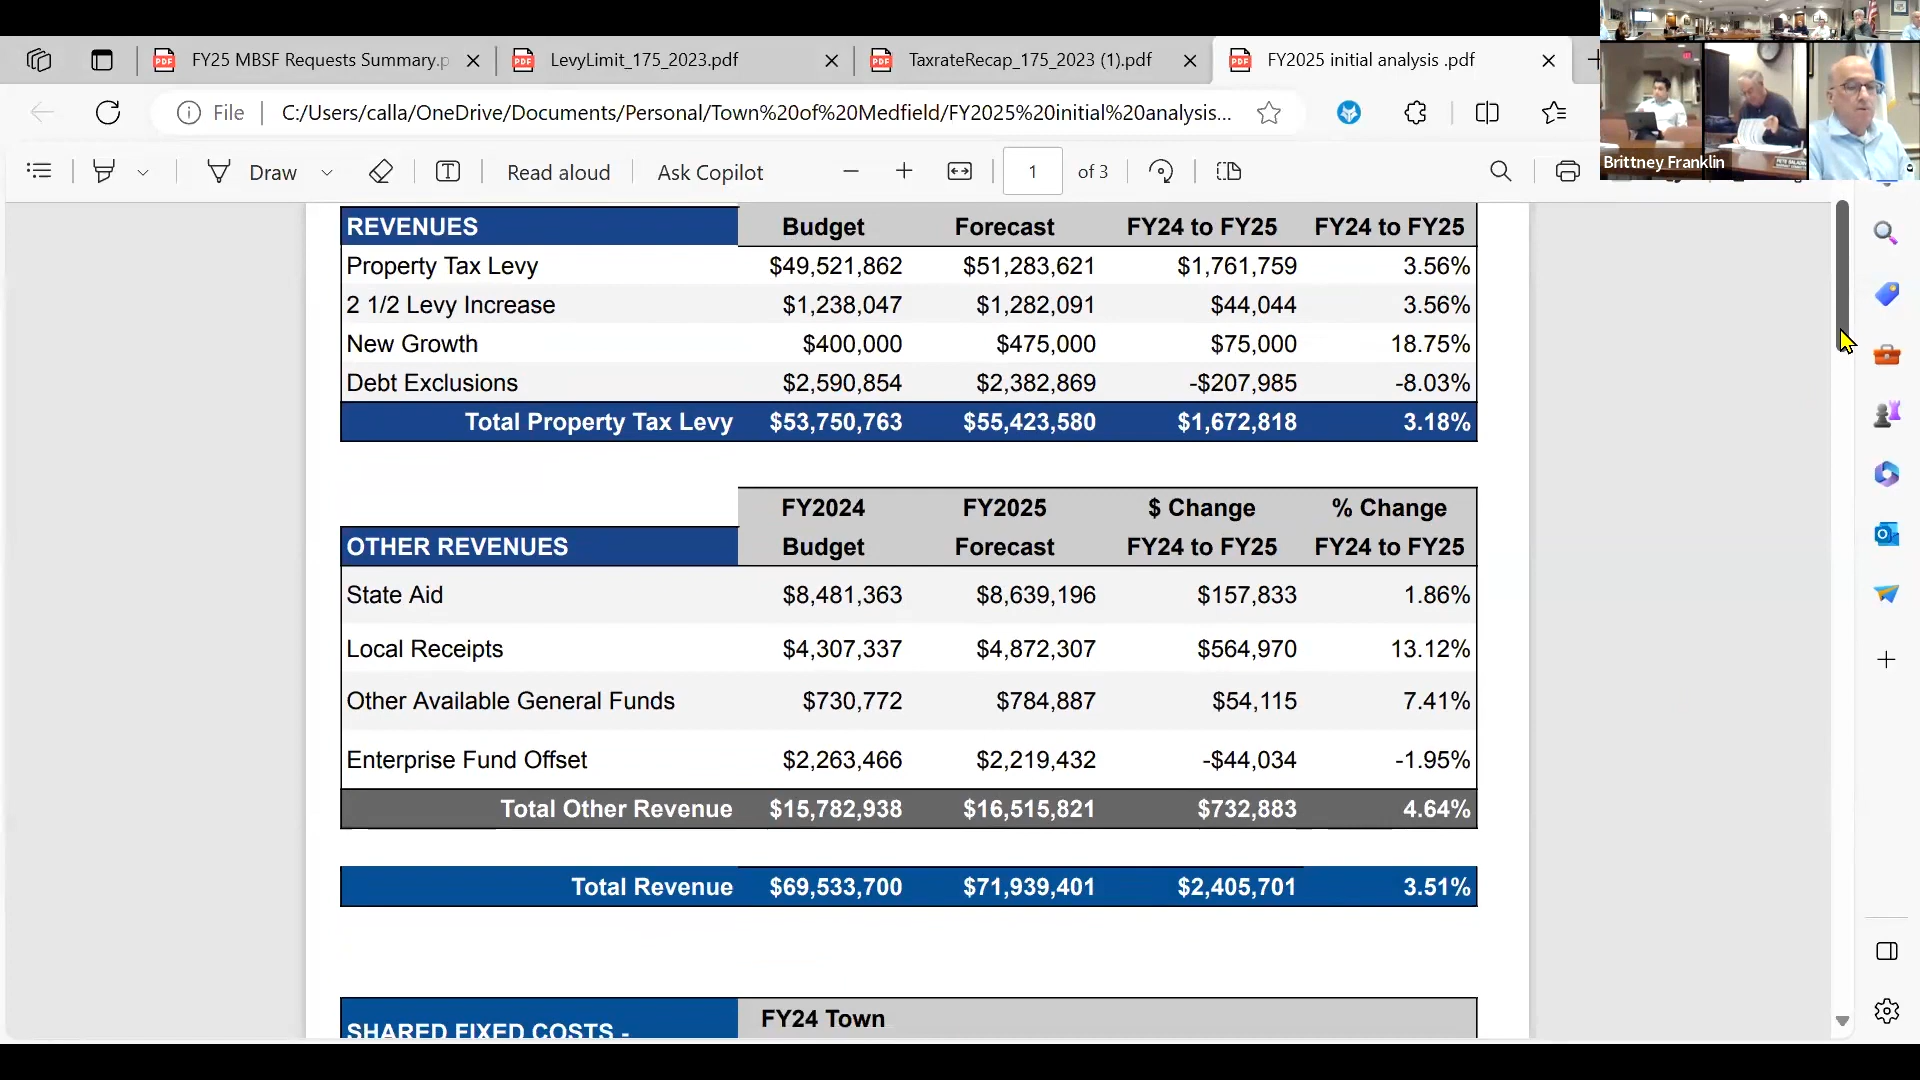 FY25 MBSF Requests Summary.p
LevyLimit_175_2023.pdf
TaxrateRecap_175_2023 (1).pdf
FY2025 initial analysis .pdf
File
C:/Users/calla/OneDrive/Documents/Personal/Town%20of%20Medfield/FY2025%20initial%20analysis...
Brittney Franklin
Draw
Read aloud
Ask Copilot
1 of 3
REVENUES Budget Forecast FY24 to FY25 FY24 to FY25
Property Tax Levy $49,521,862 $51,283,621 $1,761,759 3.56%
2 1/2 Levy Increase $1,238,047 $1,282,091 $44,044 3.56%
New Growth $400,000 $475,000 $75,000 18.75%
Debt Exclusions $2,590,854 $2,382,869 -$207,985 -8.03%
Total Property Tax Levy $53,750,763 $55,423,580 $1,672,818 3.18%
FY2024 FY2025 $ Change % Change
OTHER REVENUES Budget Forecast FY24 to FY25 FY24 to FY25
State Aid $8,481,363 $8,639,196 $157,833 1.86%
Local Receipts $4,307,337 $4,872,307 $564,970 13.12%
Other Available General Funds $730,772 $784,887 $54,115 7.41%
Enterprise Fund Offset $2,263,466 $2,219,432 -$44,034 -1.95%
Total Other Revenue $15,782,938 $16,515,821 $732,883 4.64%
Total Revenue $69,533,700 $71,939,401 $2,405,701 3.51%
FY24 Town
SHARED FIXED COSTS -